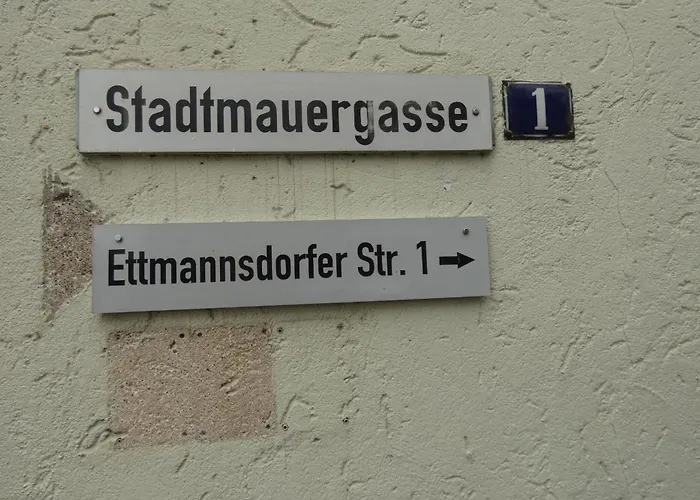 Stadtmauergasse 1
Ettmannsdorfer Str. 1 →